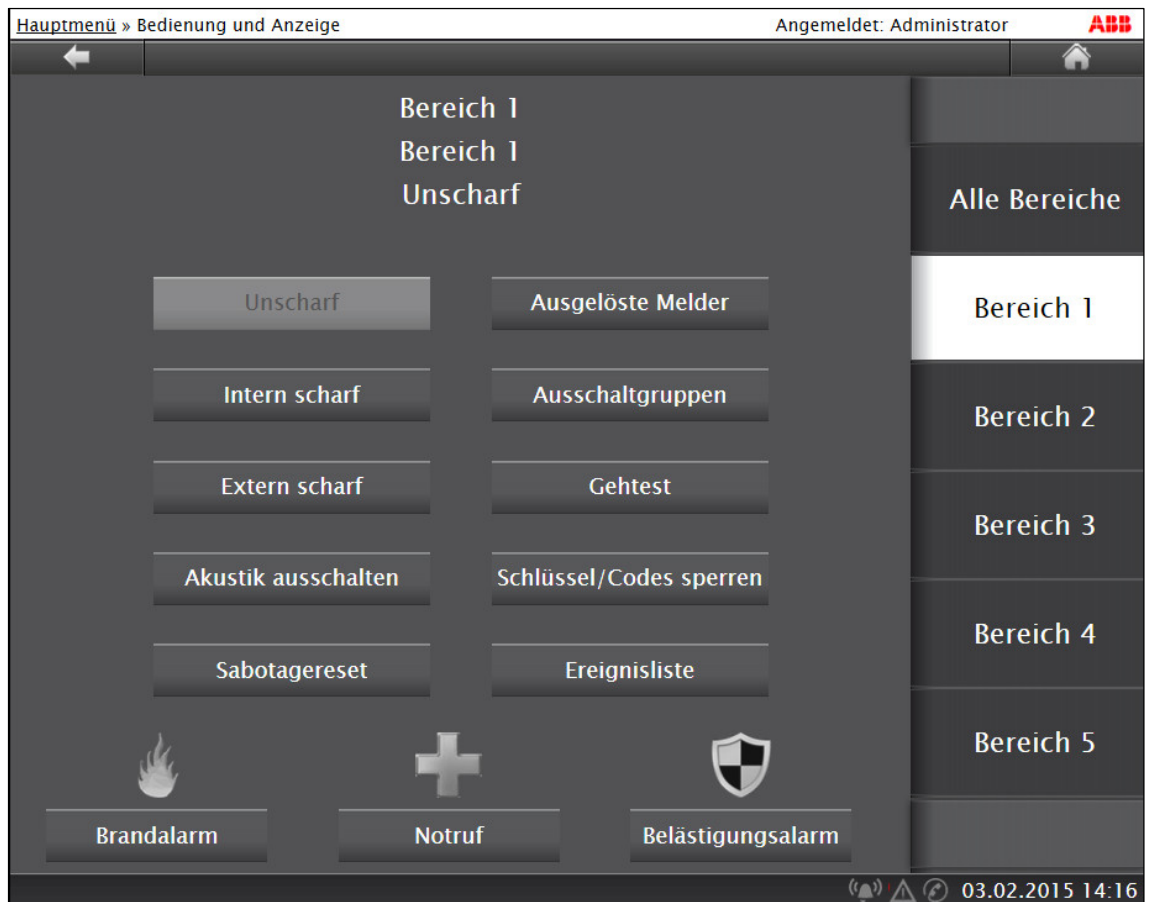 Hauptmenü » Bedienung und Anzeige Angemeldet: Administrator ABB
Bereich 1
Bereich 1
Unscharf
Unscharf Ausgelöste Melder
Intern scharf Ausschaltgruppen
Extern scharf Gehtest
Akustik ausschalten Schlüssel/Codes sperren
Sabotagereset Ereignisliste
Brandalarm Notruf Belästigungsalarm
Alle Bereiche
Bereich 1
Bereich 2
Bereich 3
Bereich 4
Bereich 5
03.02.2015 14:16